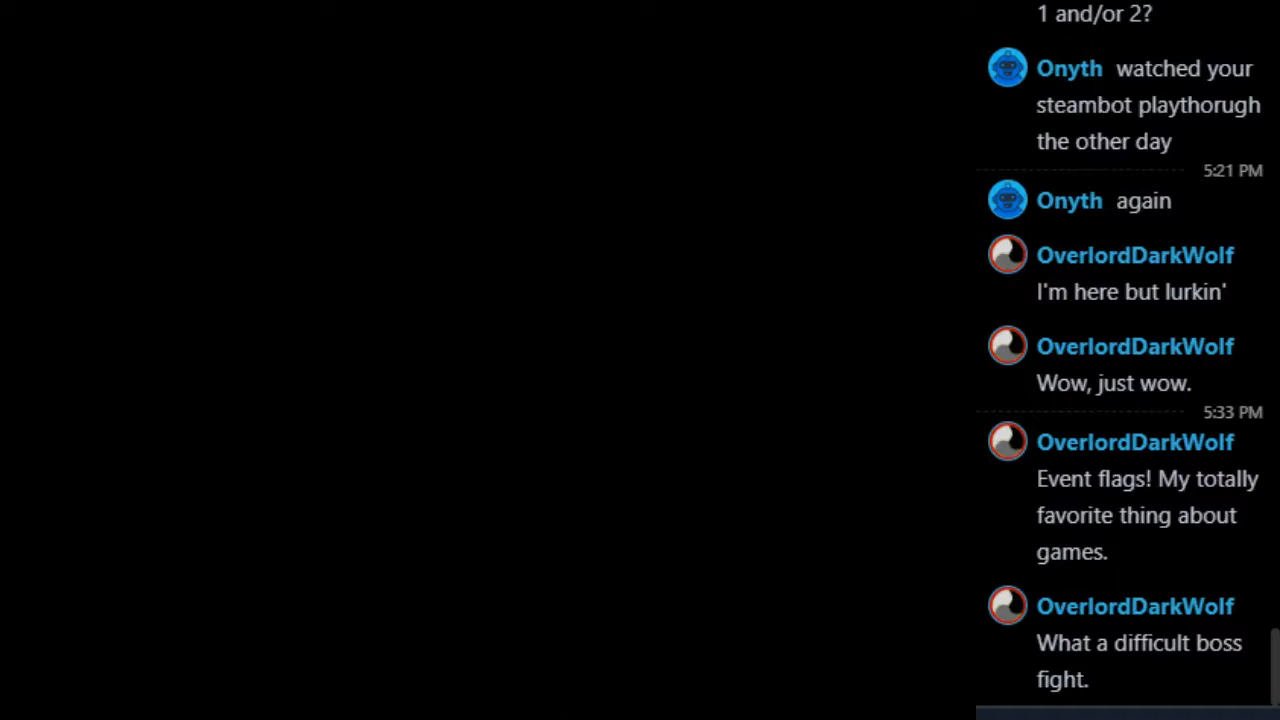 1 and/or 2?
Onyth watched your
steambot playthorugh
the other day
5:21 PM
Onyth again
OverlordDarkWolf
I'm here but lurkin'
OverlordDarkWolf
Wow, just wow.
5:33 PM
OverlordDarkWolf
Event flags! My totally
favorite thing about
games.
OverlordDarkWolf
What a difficult boss
fight.